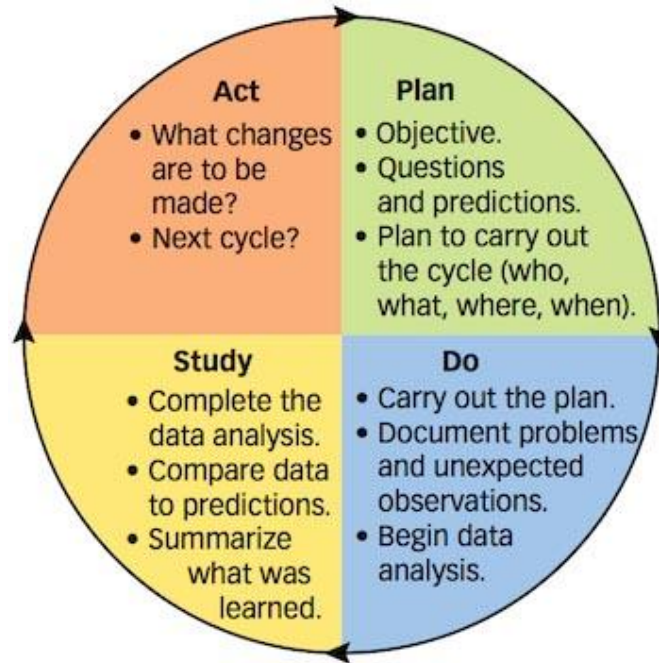 Act
• What changes
are to be
made?
• Next cycle?
Plan
• Objective.
• Questions
and predictions.
• Plan to carry out
the cycle (who,
what, where, when).
Study
• Complete the
data analysis.
• Compare data
to predictions.
• Summarize
what was
learned.
Do
• Carry out the plan.
• Document problems
and unexpected
observations.
• Begin data
analysis.